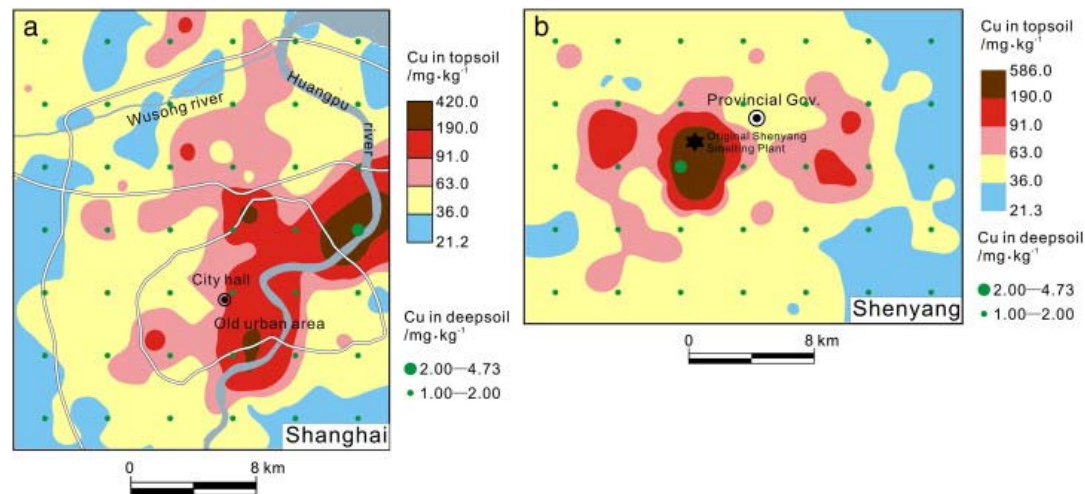 a
Wusong river
Huangpu
river
City hall
Old urban area
Shanghai
0 8 km
Cu in topsoil
/mg·kg⁻¹
420.0
190.0
91.0
63.0
36.0
21.2
Cu in deepsoil
/mg·kg⁻¹
2.00—4.73
1.00—2.00
b
Provincial Gov.
Original Shenyang
Smelting Plant
Shenyang
0 8 km
Cu in topsoil
/mg·kg⁻¹
586.0
190.0
91.0
63.0
36.0
21.3
Cu in deepsoil
/mg·kg⁻¹
2.00—4.73
1.00—2.00